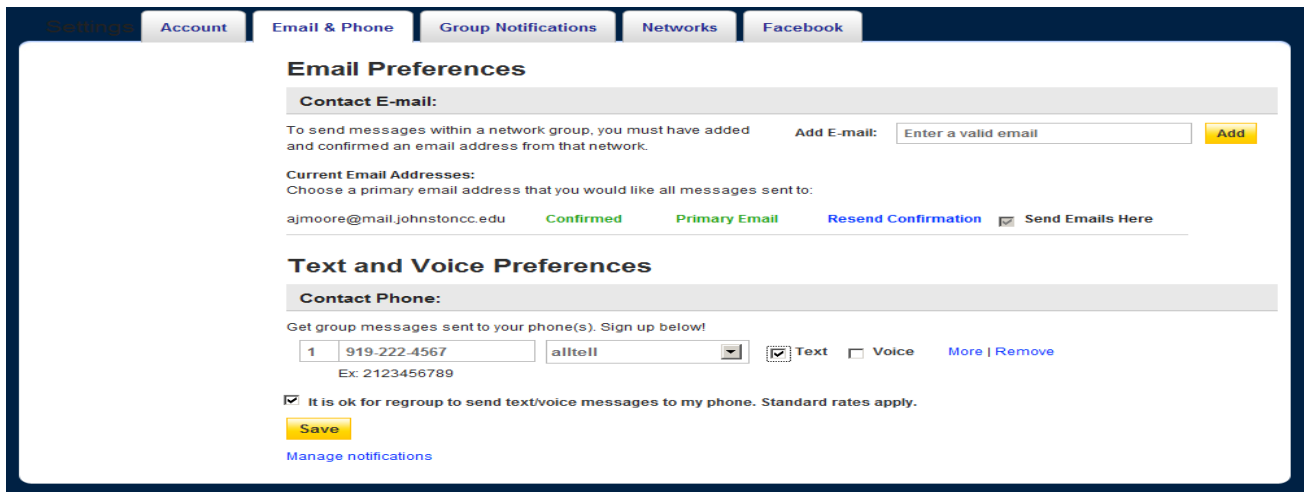 Settings Account Email & Phone Group Notifications Networks Facebook
Email Preferences
Contact E-mail:
To send messages within a network group, you must have added
and confirmed an email address from that network.
Add E-mail: Enter a valid email Add
Current Email Addresses:
Choose a primary email address that you would like all messages sent to:
ajmoore@mail.johnstoncc.edu Confirmed Primary Email Resend Confirmation Send Emails Here
Text and Voice Preferences
Contact Phone:
Get group messages sent to your phone(s). Sign up below!
1 919-222-4567 alltell Text Voice More | Remove
Ex: 2123456789
It is ok for regroup to send text/voice messages to my phone. Standard rates apply.
Save
Manage notifications